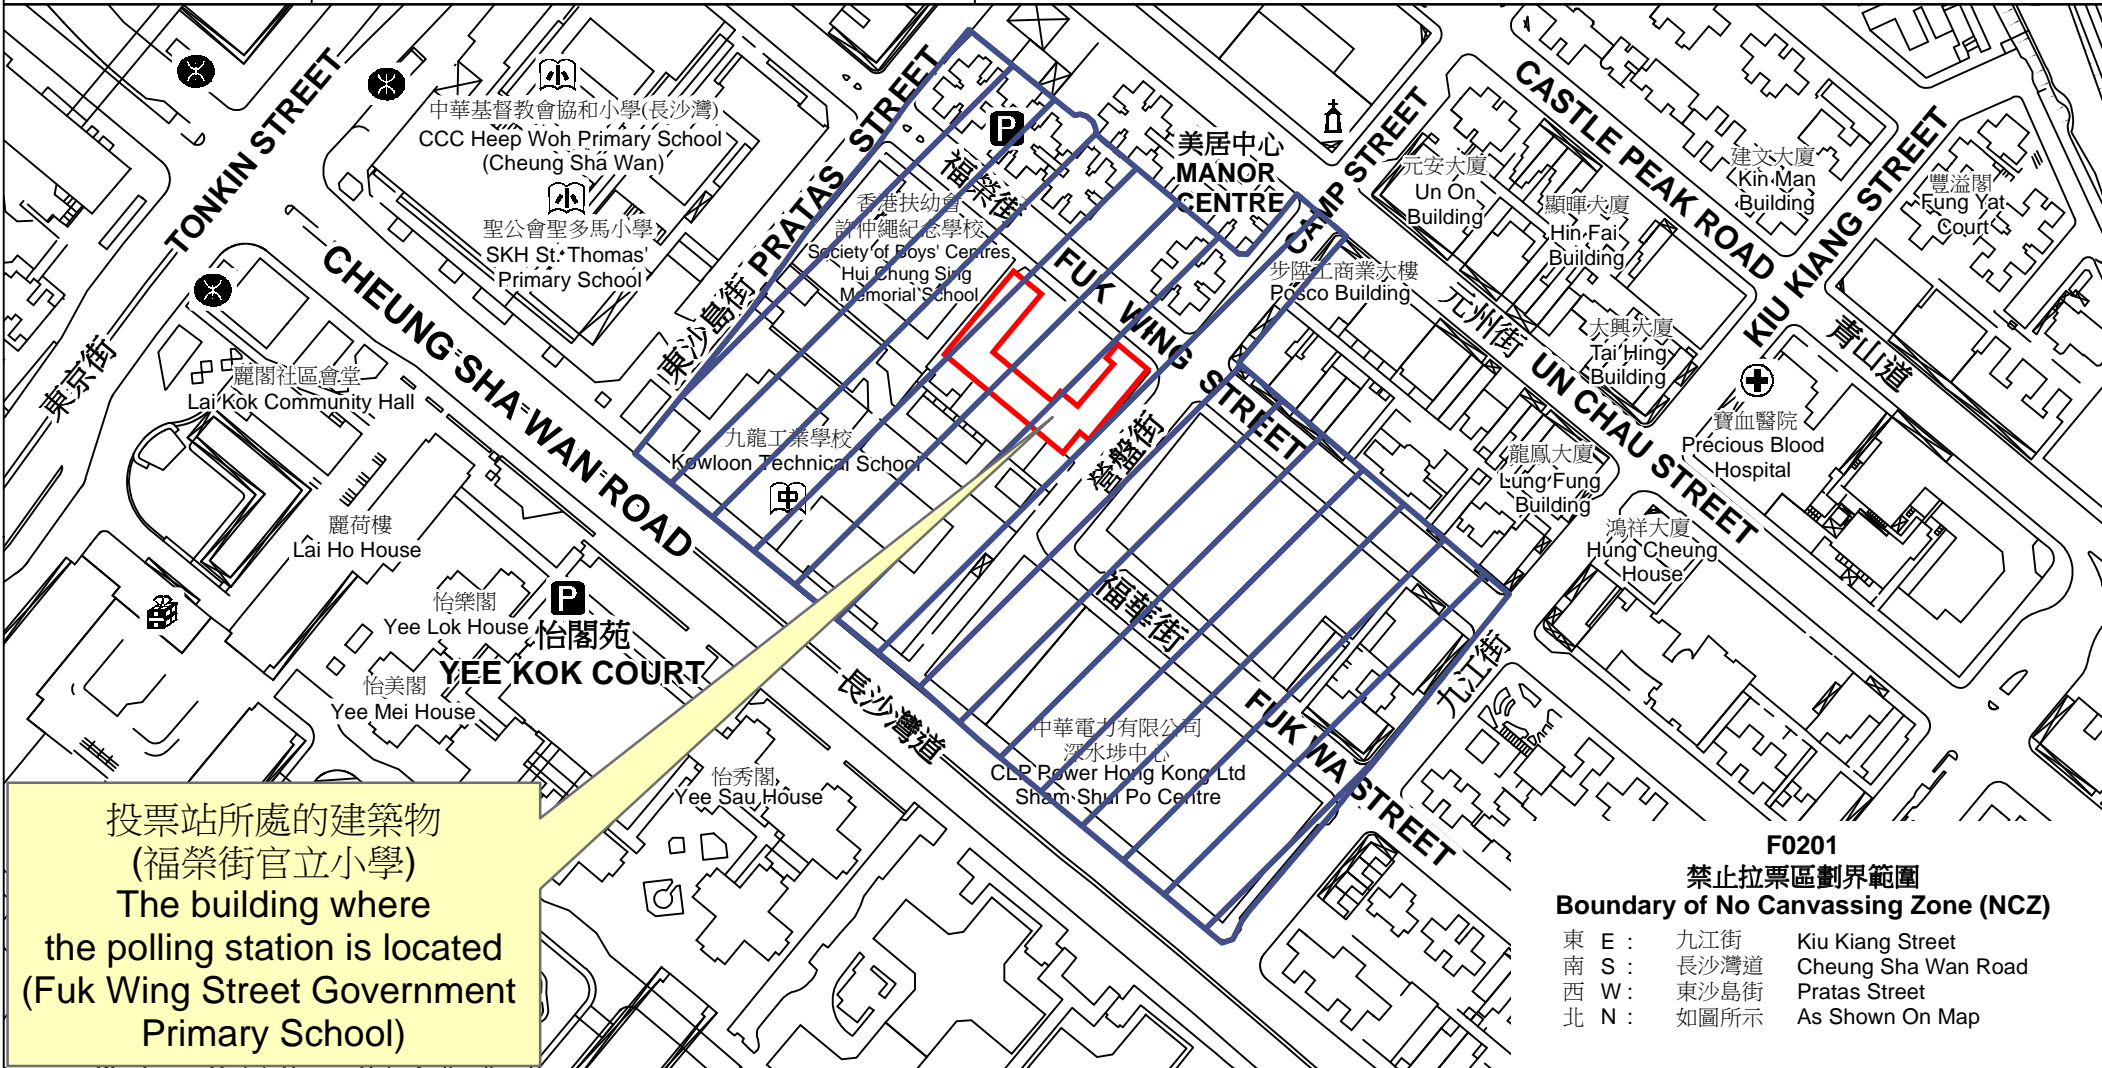 TONKIN STREET
東京街
中華基督教會協和小學(長沙灣)
CCC Heep Woh Primary School
(Cheung Sha Wan)
聖公會聖多馬小學
SKH St. Thomas'
Primary School
PRATAS STREET
東沙島街
CHEUNG SHA WAN ROAD
長沙灣道
麗閣社區會堂
Lai Kok Community Hall
香港扶幼會
許仲繩紀念學校
Society of Boys' Centres
Hui Chung Sing
Memorial School
福榮街
FUK WING STREET
P
美居中心
MANOR
CENTRE
CAMP STREET
營盤街
元安大廈
Un On
Building
CASTLE PEAK ROAD
青山道
顯暉大廈
Hin Fai
Building
建文大廈
Kin Man
Building
KIU KIANG STREET
九江街
豐溢閣
Fung Yat
Court
步陞工商業大樓
Posco Building
元州街
UN CHAU STREET
大興大廈
Tai Hing
Building
寶血醫院
Precious Blood
Hospital
龍鳳大廈
Lung Fung
Building
鴻祥大廈
Hung Cheung
House
九龍工業學校
Kowloon Technical School
中
麗荷樓
Lai Ho House
怡樂閣
Yee Lok House
P
怡閣苑
YEE KOK COURT
怡美閣
Yee Mei House
怡秀閣
Yee Sau House
福華街
FUK WA STREET
中華電力有限公司
深水埗中心
CLP Power Hong Kong Ltd
Sham Shui Po Centre
投票站所處的建築物
(福榮街官立小學)
The building where
the polling station is located
(Fuk Wing Street Government
Primary School)
F0201
禁止拉票區劃界範圍
Boundary of No Canvassing Zone (NCZ)
東 E : 九江街 Kiu Kiang Street
南 S : 長沙灣道 Cheung Sha Wan Road
西 W : 東沙島街 Pratas Street
北 N : 如圖所示 As Shown On Map